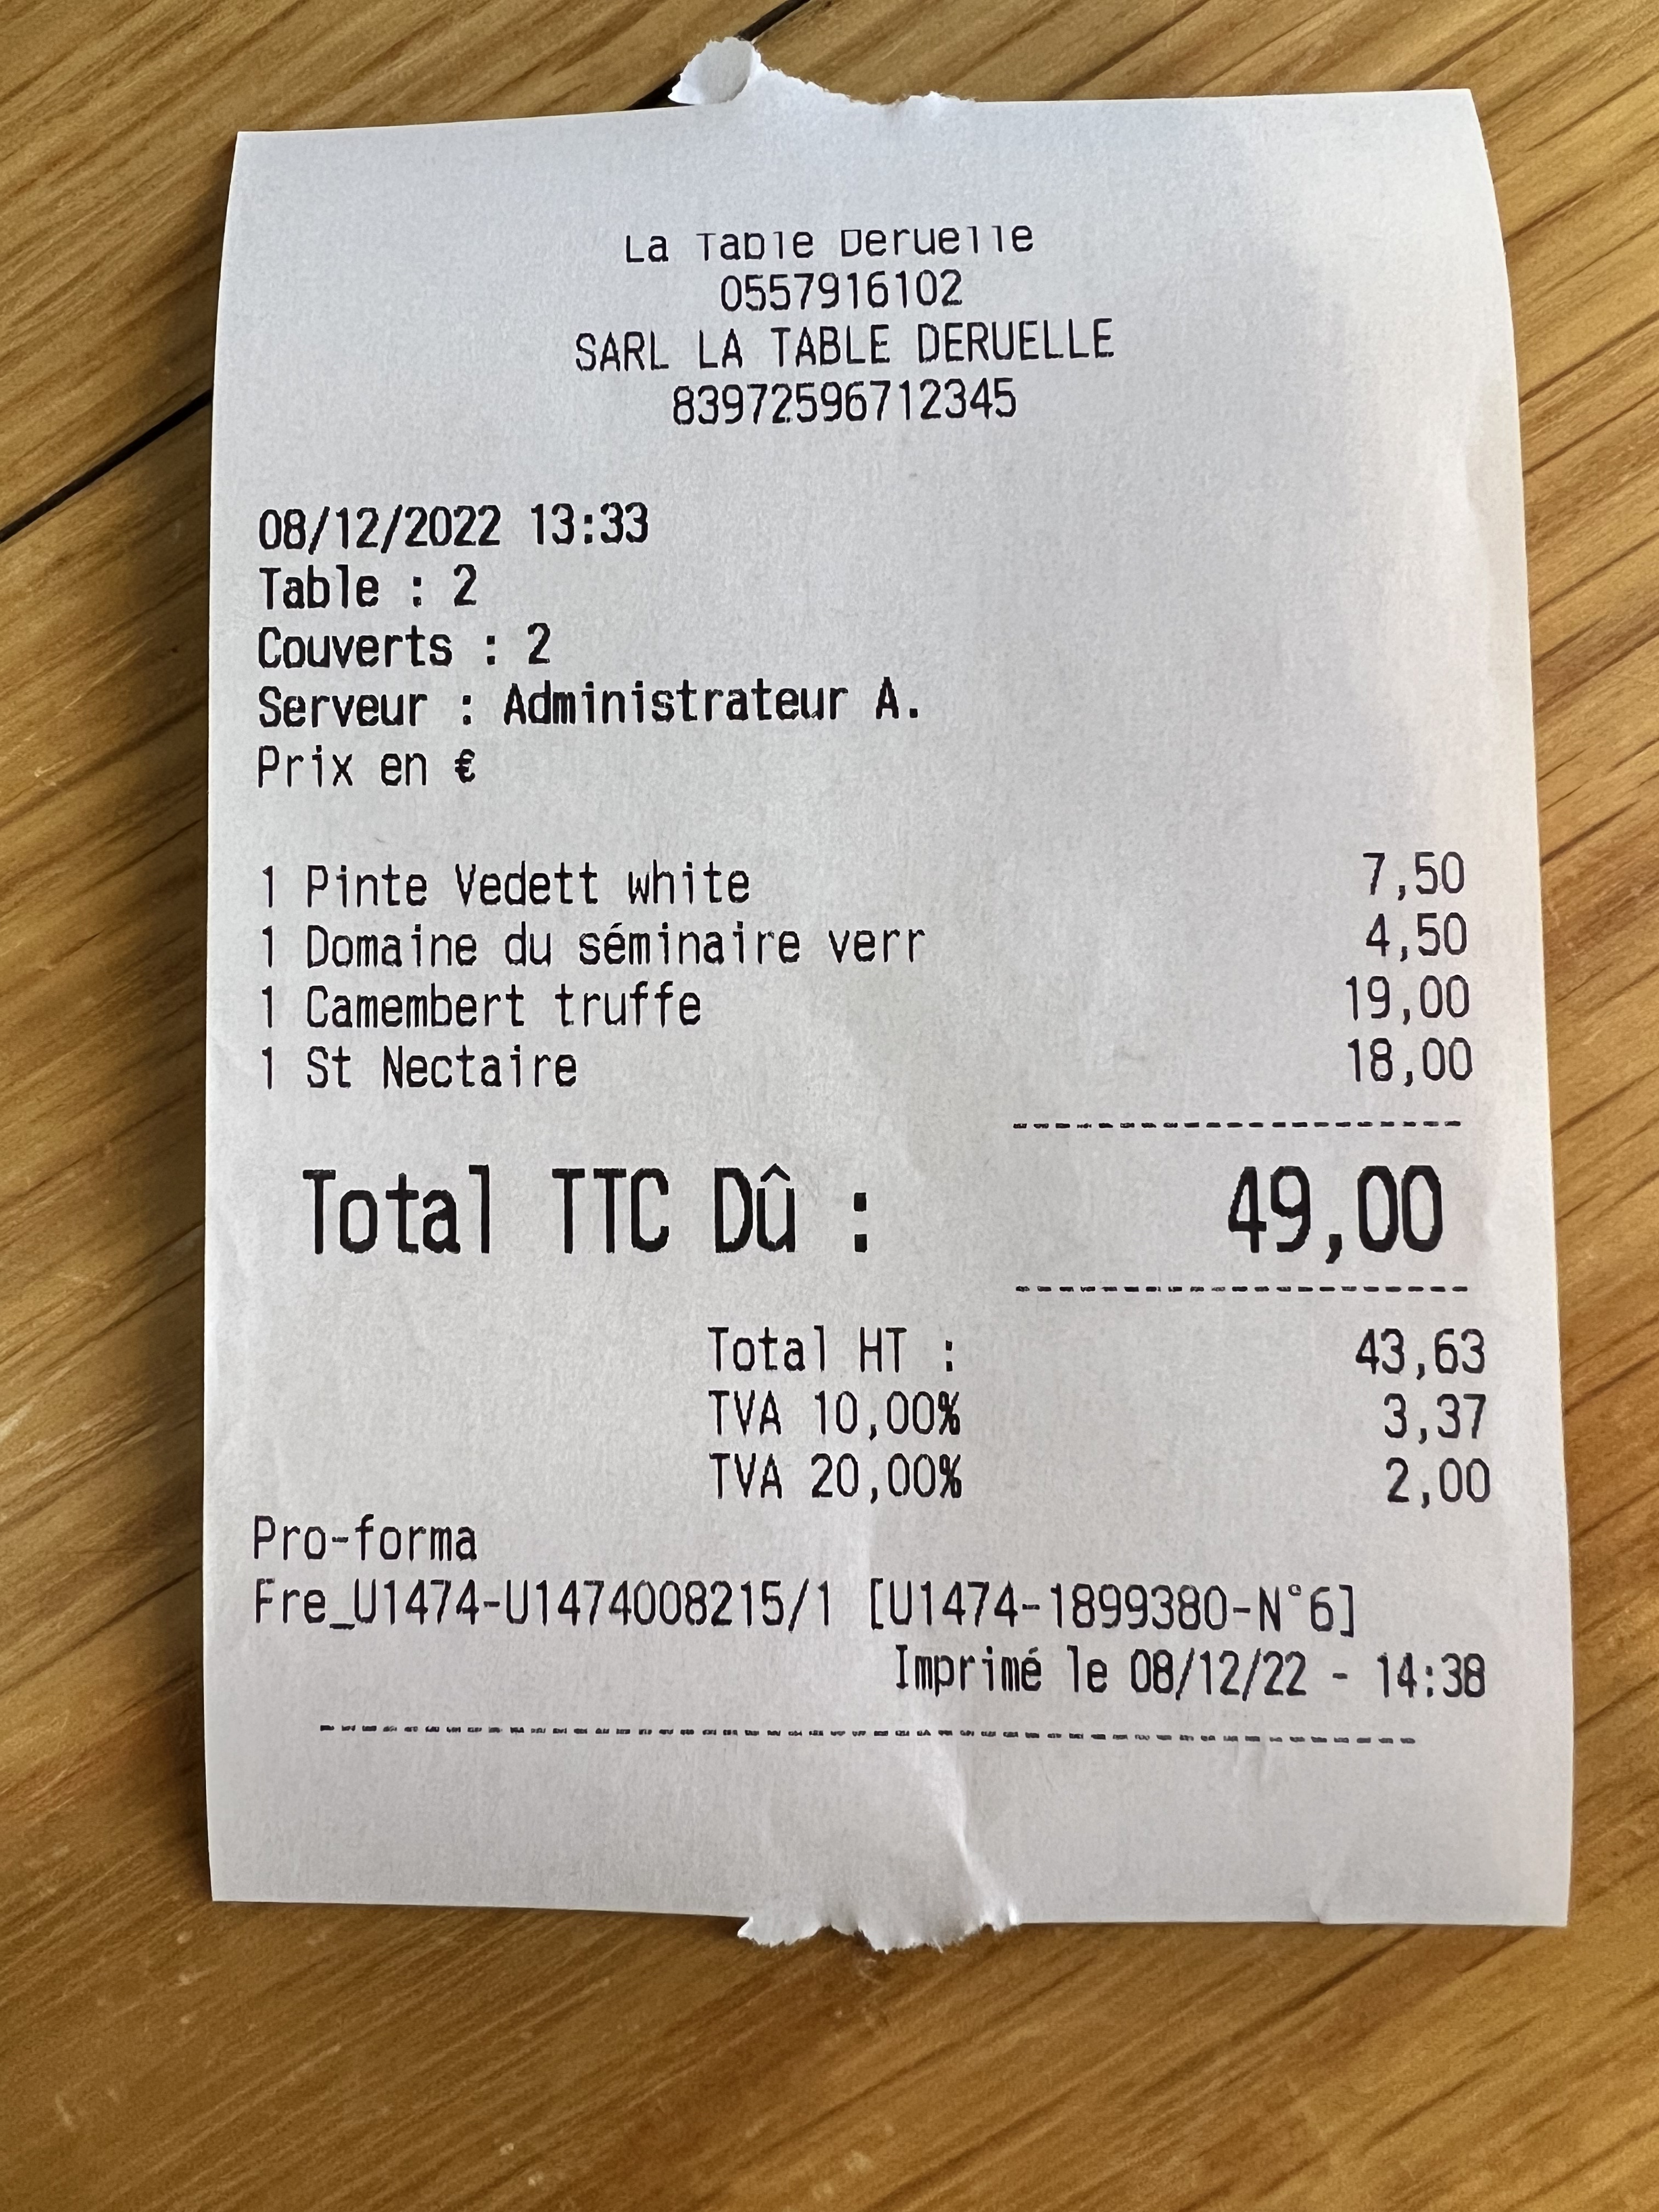 La Table Deruelle
0557916102
SARL LA TABLE DERUELLE
83972596712345
08/12/2022 13:33
Table : 2
Couverts : 2
Serveur : Administrateur A.
Prix en €
1 Pinte Vedett white 7,50
1 Domaine du séminaire verr 4,50
1 Camembert truffe 19,00
1 St Nectaire 18,00
Total TTC Dû : 49,00
Total HT : 43,63
TVA 10,00% 3,37
TVA 20,00% 2,00
Pro-forma
Fre_U1474-U1474008215/1 [U1474-1899380-N°6]
Imprimé le 08/12/22 - 14:38